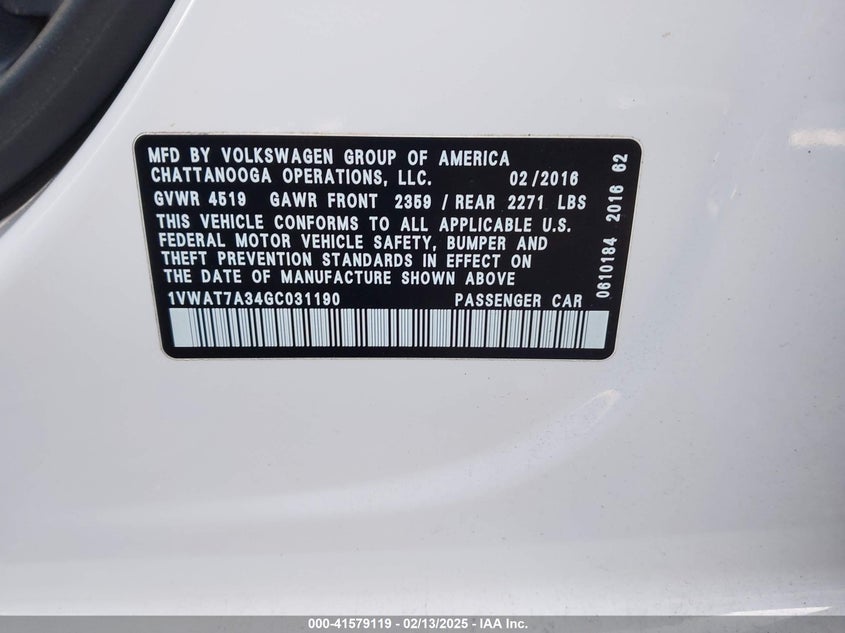 MFD BY VOLKSWAGEN GROUP OF AMERICA
CHATTANOOGA OPERATIONS, LLC. 02/2016
GVWR 4519 GAWR FRONT 2359 / REAR 2271 LBS
THIS VEHICLE CONFORMS TO ALL APPLICABLE U.S.
FEDERAL MOTOR VEHICLE SAFETY, BUMPER AND
THEFT PREVENTION STANDARDS IN EFFECT ON
THE DATE OF MANUFACTURE SHOWN ABOVE
1VWAT7A34GC031190 PASSENGER CAR
0610184 2016 62
000-41579119 - 02/13/2025 - IAA Inc.